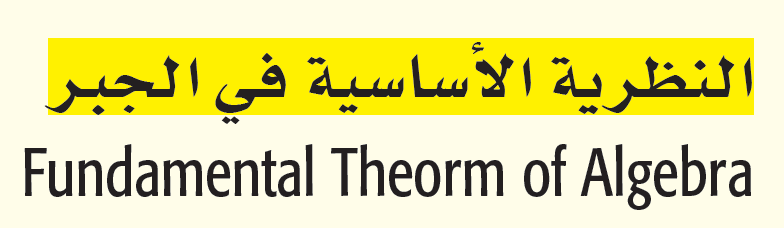 النظرية الأساسية في الجبر
Fundamental Theorm of Algebra